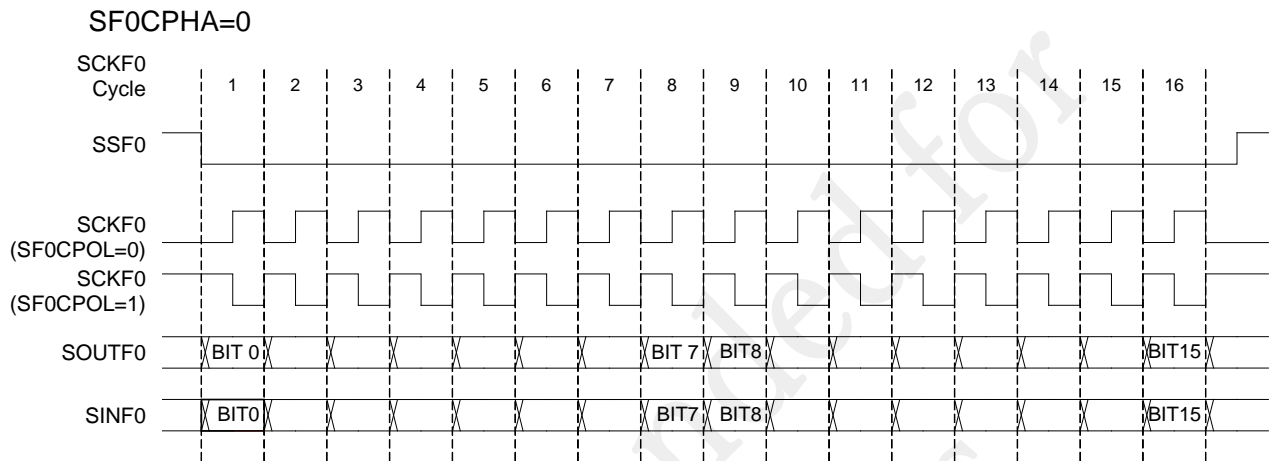 SF0CPHA=0
SCKF0
Cycle
1 2 3 4 5 6 7 8 9 10 11 12 13 14 15 16
SSF0
SCKF0
(SF0CPOL=0)
SCKF0
(SF0CPOL=1)
SOUTF0 BIT 0 BIT 7 BIT8 BIT15
SINF0 BIT0 BIT7 BIT8 BIT15